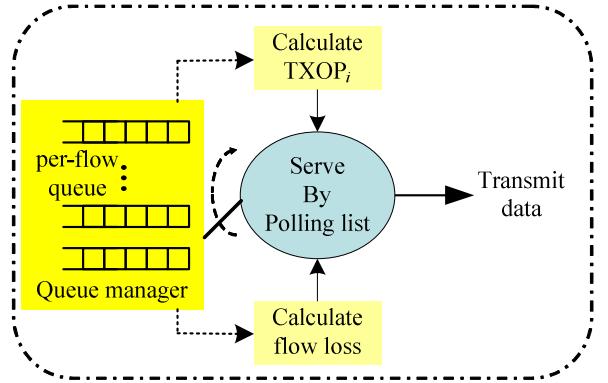 Calculate
TXOPi
per-flow
queue
Queue manager
Serve
By
Polling list
Transmit
data
Calculate
flow loss